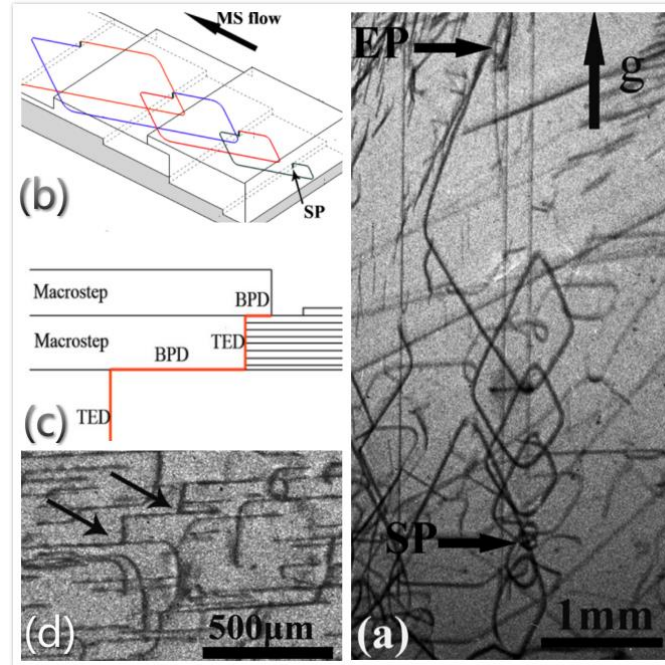 MS flow
SP
(b)
Macrostep
BPD
Macrostep
BPD
TED
TED
(c)
500μm
(d)
EP
g
SP
1mm
(a)